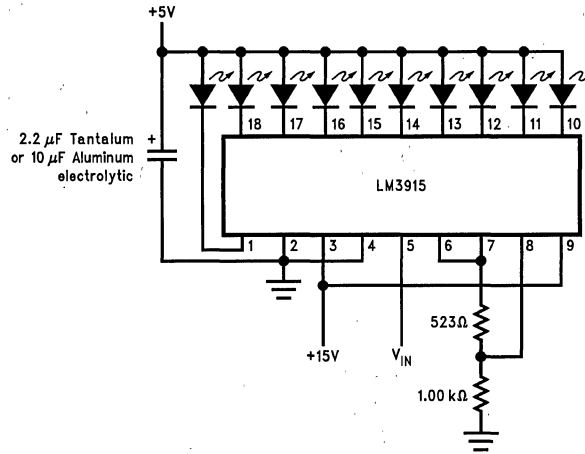 +5V
2.2 μF Tantalum
or 10 μF Aluminum
electrolytic
+
18 17 16 15 14 13 12 11 10
LM3915
1 2 3 4 5 6 7 8 9
523Ω
+15V
VIN
1.00 kΩ